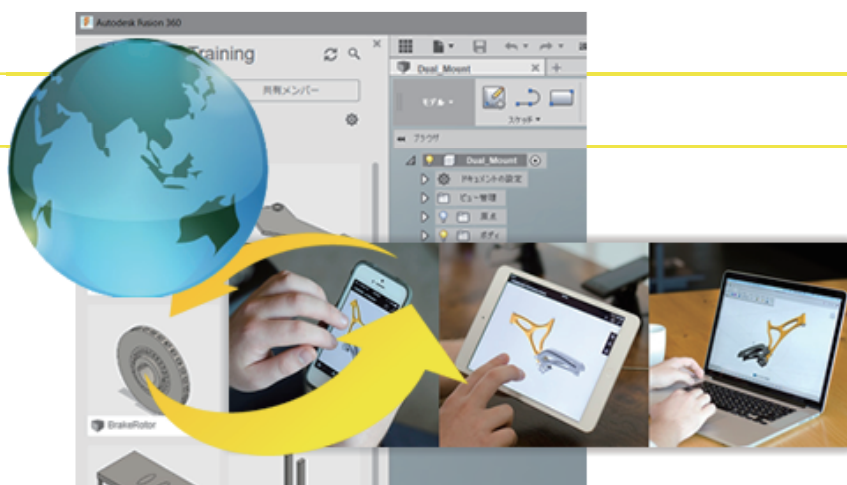 Autodesk Fusion 360
Training
共有メンバー
Dual_Mount
モデル
スケッチ
ブラウザ
Dual_Mount
ドキュメントの設定
ビュー管理
原点
ボディ
BrakeRotor